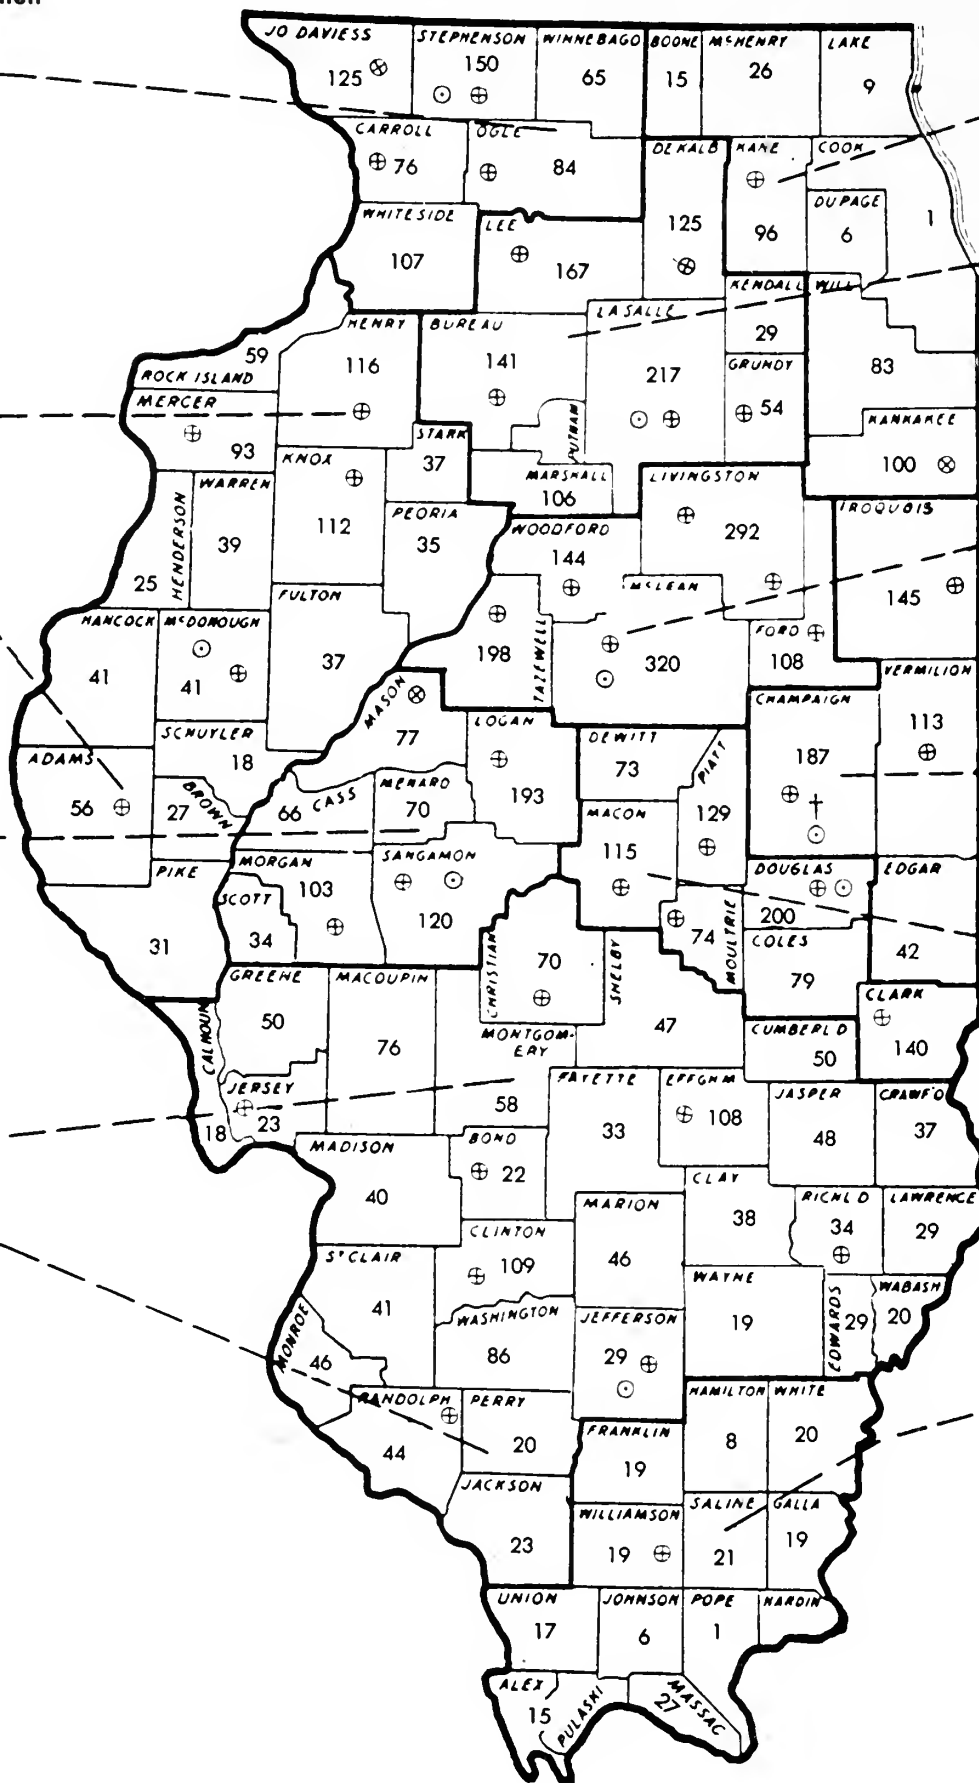 JO DAVIESS
125
STEPHENSON
150
WINNEBAGO
65
BOONE
15
McHENRY
26
LAKE
9
CARROLL
76
OGLE
84
DEKALB
125
KANE
96
COOK
1
DUPAGE
6
WHITESIDE
107
LEE
167
KENDALL
29
WILL
83
ROCK ISLAND
59
HENRY
116
BUREAU
141
LASALLE
217
GRUNDY
54
MERCER
93
STARK
37
PUTNAM
KANKAKEE
100
KNOX
112
MARSHALL
106
LIVINGSTON
292
IROQUOIS
145
HENDERSON
25
WARREN
39
PEORIA
35
WOODFORD
144
HANCOCK
41
McDONOUGH
41
FULTON
37
TAZEWELL
198
McLEAN
320
FORD
108
VERMILION
113
MASON
77
CHAMPAIGN
187
SCHUYLER
18
LOGAN
193
DEWITT
73
PIATT
129
ADAMS
56
BROWN
27
CASS
66
MENARD
70
MACON
115
PIKE
31
SCOTT
34
MORGAN
103
SANGAMON
120
DOUGLAS
200
EDGAR
42
CHRISTIAN
70
SHELBY
47
MOULTRIE
74
COLES
79
GREENE
50
MACOUPIN
76
MONTGOM-
ERY
58
CUMBERLD
50
CLARK
140
CALHOUN
18
JERSEY
23
FAYETTE
33
EFFGHM
108
JASPER
48
CRAWF'D
37
MADISON
40
BOND
22
CLAY
38
RICHLD
34
LAWRENCE
29
CLINTON
109
MARION
46
ST CLAIR
41
WAYNE
19
EDWARDS
29
WABASH
20
MONROE
46
WASHINGTON
86
JEFFERSON
29
RANDOLPH
44
PERRY
20
HAMILTON
8
WHITE
20
FRANKLIN
19
JACKSON
23
WILLIAMSON
19
SALINE
21
GALLA
19
UNION
17
JOHNSON
6
POPE
1
HARDIN
ALEX
15
PULASKI
MASSAC
27